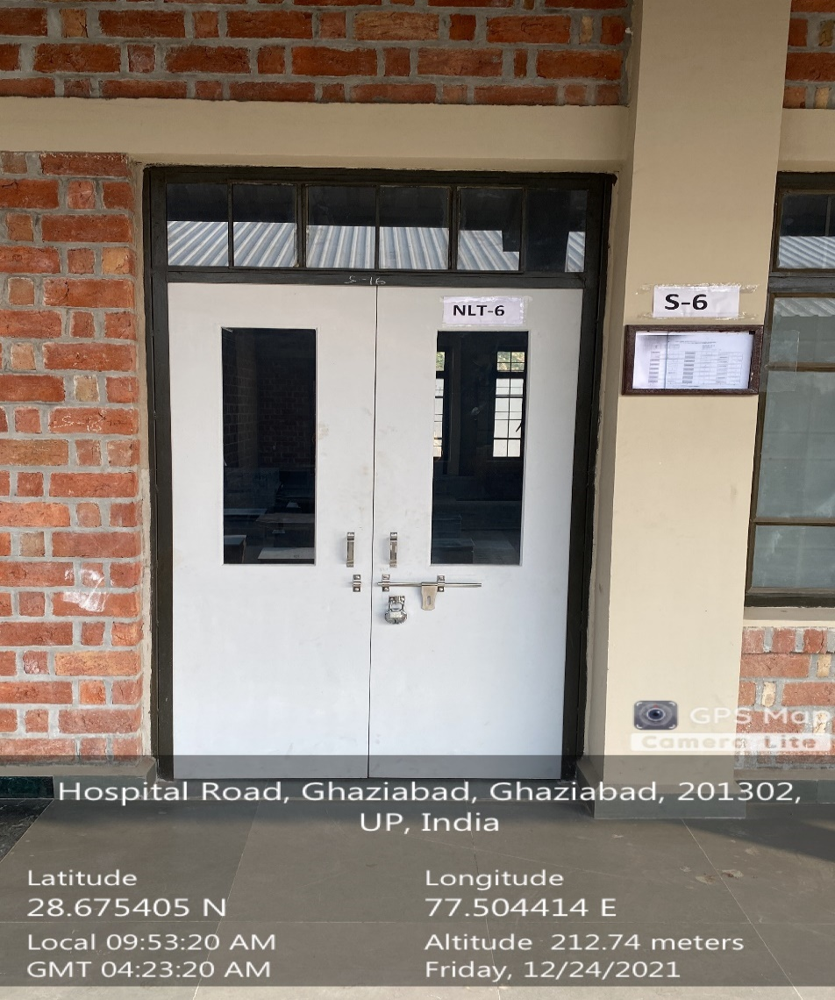 S-16
NLT-6
S-6
GPS Map
Camera Lite
Hospital Road, Ghaziabad, Ghaziabad, 201302,
UP, India
Latitude
28.675405 N
Longitude
77.504414 E
Local 09:53:20 AM
GMT 04:23:20 AM
Altitude 212.74 meters
Friday, 12/24/2021